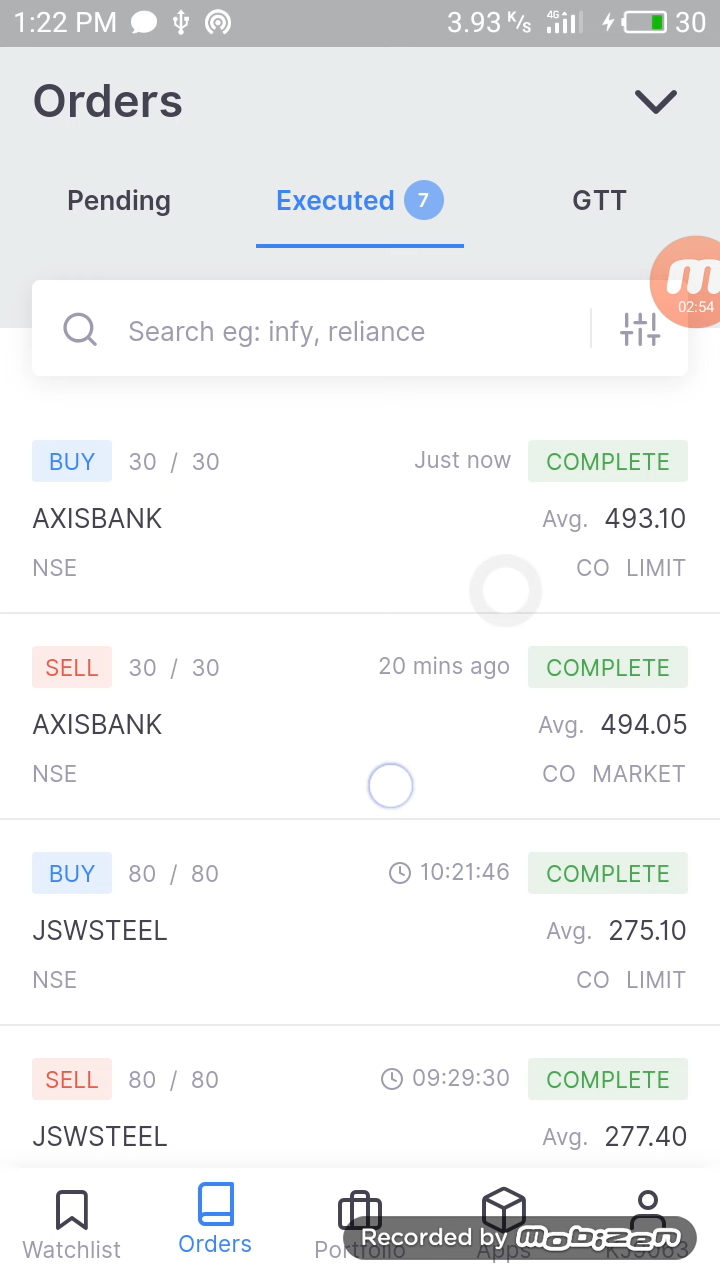 1:22 PM 3.93 K/s 4G 30
Orders
Pending Executed 7 GTT
m
02:54
Search eg: infy, reliance
BUY 30 / 30 Just now COMPLETE
AXISBANK Avg. 493.10
NSE CO LIMIT
SELL 30 / 30 20 mins ago COMPLETE
AXISBANK Avg. 494.05
NSE CO MARKET
BUY 80 / 80 10:21:46 COMPLETE
JSWSTEEL Avg. 275.10
NSE CO LIMIT
SELL 80 / 80 09:29:30 COMPLETE
JSWSTEEL Avg. 277.40
Watchlist Orders Portfolio Apps
Recorded by mobizen